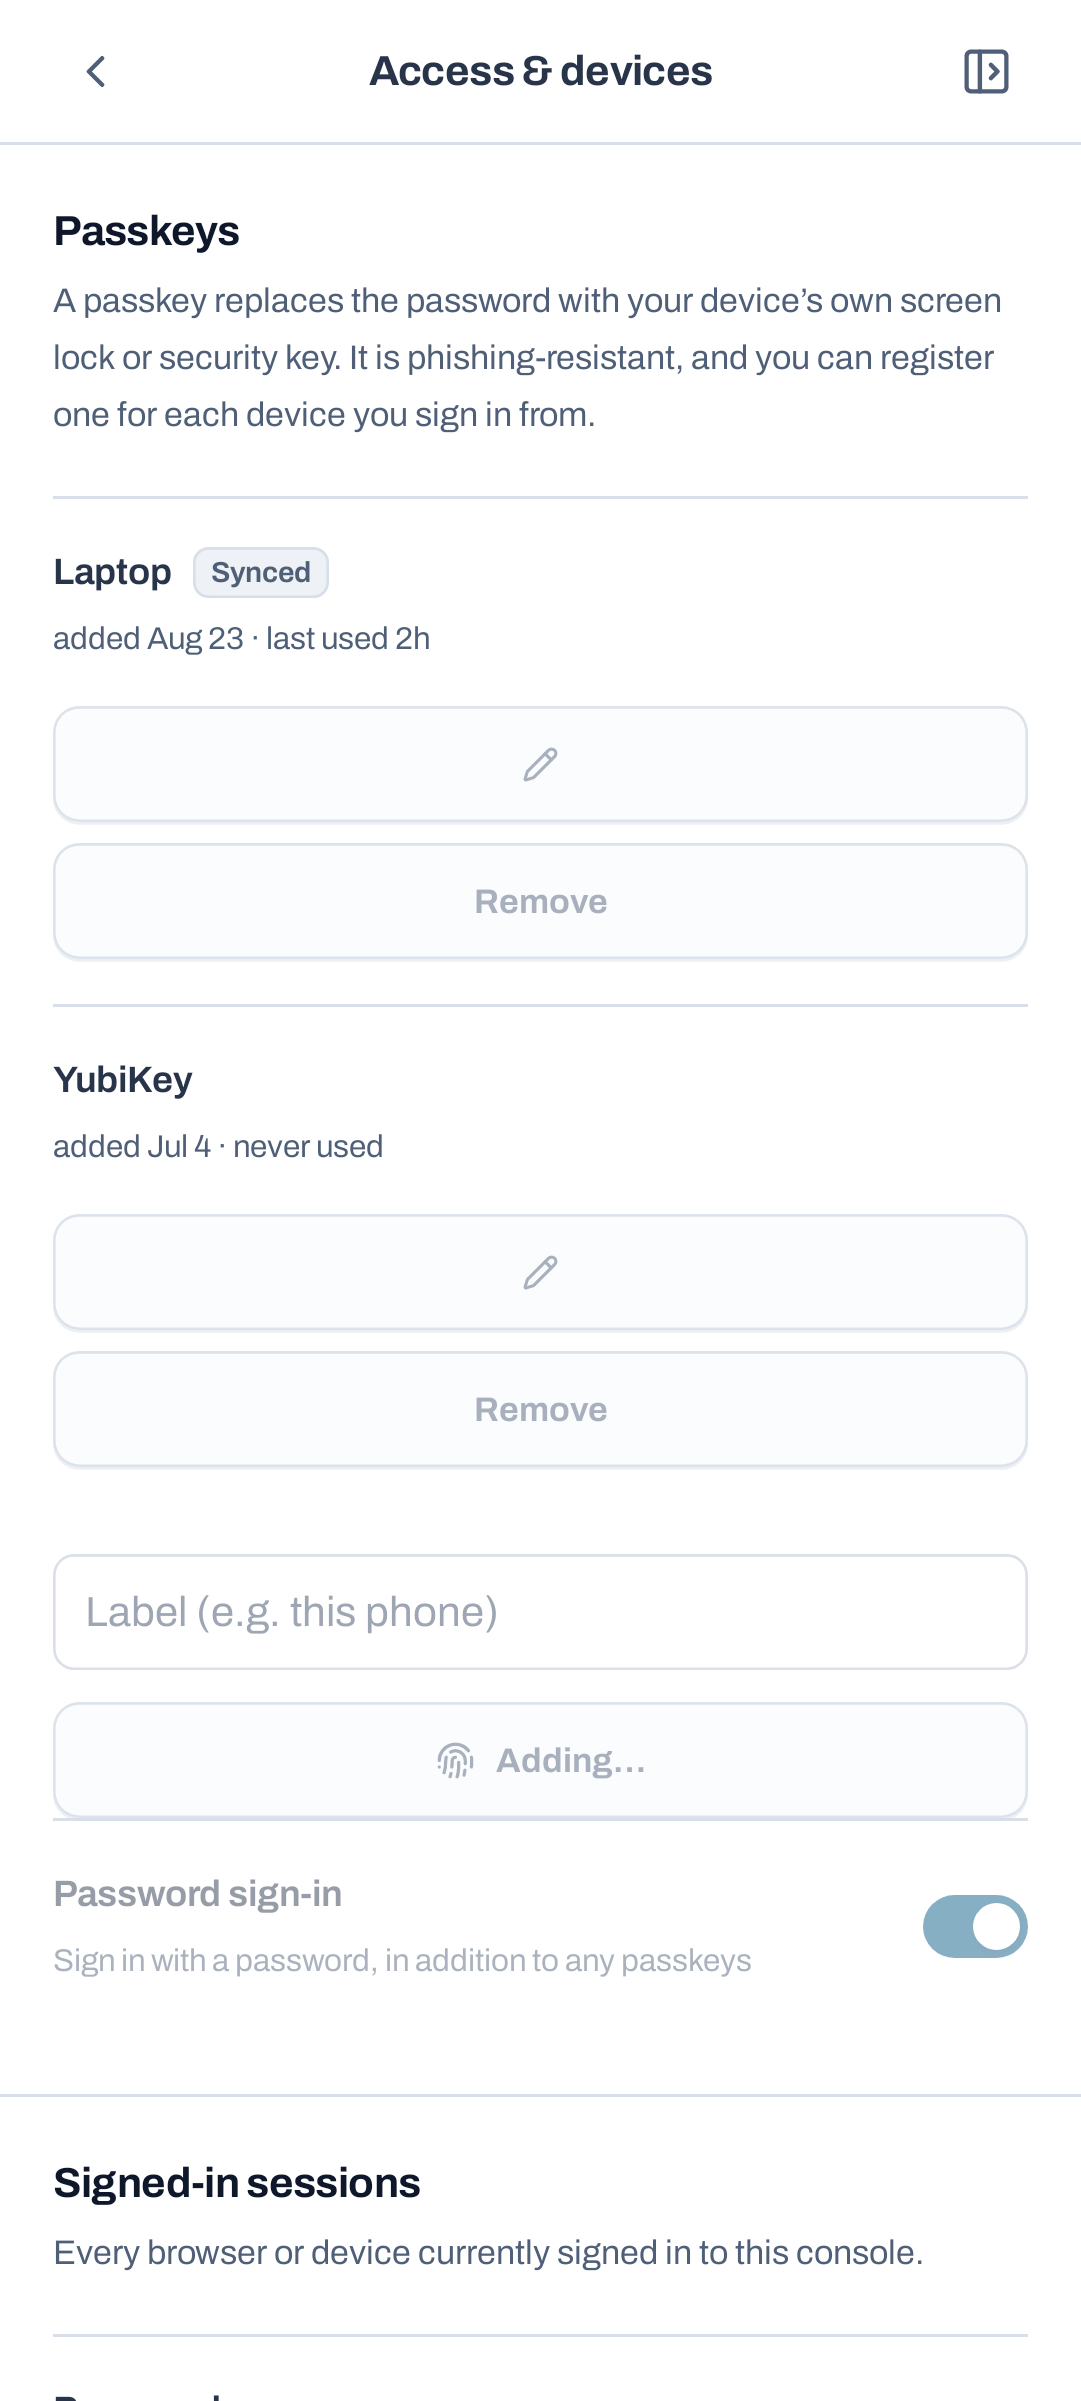 Access & devices
Passkeys
A passkey replaces the password with your device’s own screen
lock or security key. It is phishing-resistant, and you can register
one for each device you sign in from.
Laptop Synced
added Aug 23 · last used 2h
Remove
YubiKey
added Jul 4 · never used
Remove
Label (e.g. this phone)
Adding...
Password sign-in
Sign in with a password, in addition to any passkeys
Signed-in sessions
Every browser or device currently signed in to this console.